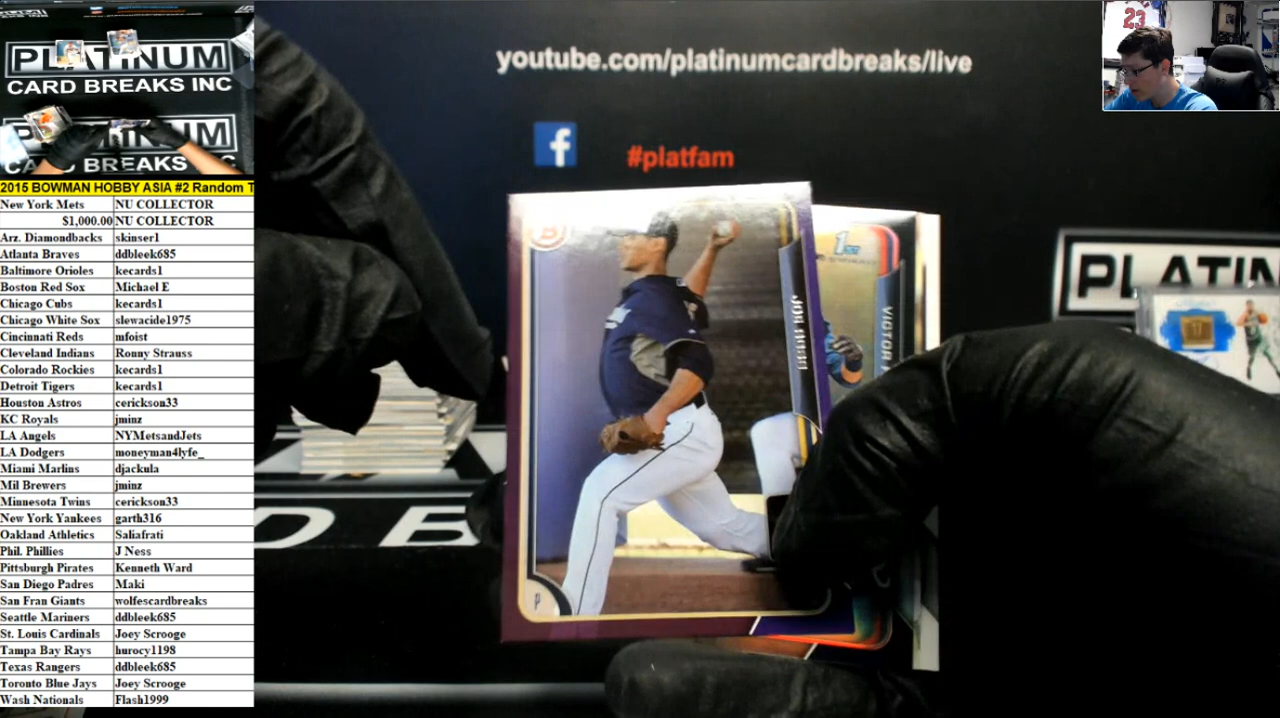 PLATINUM
CARD BREAKS INC
PLATINUM
CARD BREAKS INC
2015 BOWMAN HOBBY ASIA #2 Random T
New York Mets NU COLLECTOR
$1,000.00 NU COLLECTOR
Arz. Diamondbacks skinser1
Atlanta Braves ddbleek685
Baltimore Orioles kecards1
Boston Red Sox Michael E
Chicago Cubs kecards1
Chicago White Sox slewacide1975
Cincinnati Reds mfoist
Cleveland Indians Ronny Strauss
Colorado Rockies kecards1
Detroit Tigers kecards1
Houston Astros cerickson33
KC Royals jminz
LA Angels NYMetsandJets
LA Dodgers moneyman4lyfe_
Miami Marlins djackula
Mil Brewers jminz
Minnesota Twins cerickson33
New York Yankees garth316
Oakland Athletics Saliafrati
Phil. Phillies J Ness
Pittsburgh Pirates Kenneth Ward
San Diego Padres Maki
San Fran Giants wolfescardbreaks
Seattle Mariners ddbleek685
St. Louis Cardinals Joey Scrooge
Tampa Bay Rays hurocy1198
Texas Rangers ddbleek685
Toronto Blue Jays Joey Scrooge
Wash Nationals Flash1999
youtube.com/platinumcardbreaks/live
f
#platfam
B
1ST
VICTOR
P
PLATIN
D B
23